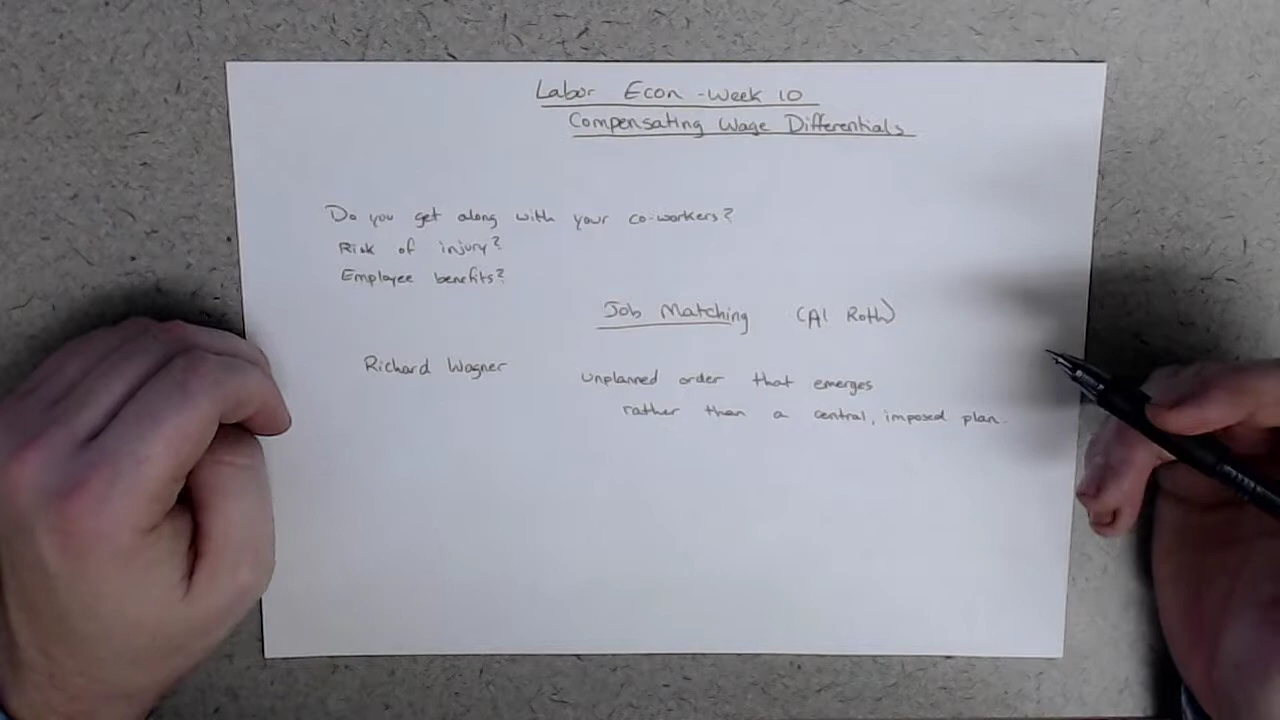 Labor Econ - Week 10
Compensating Wage Differentials
Do you get along with your co-workers?
Risk of injury?
Employee benefits?
Job Matching (Al Roth)
Richard Wagner
Unplanned order that emerges
rather than a central, imposed plan.